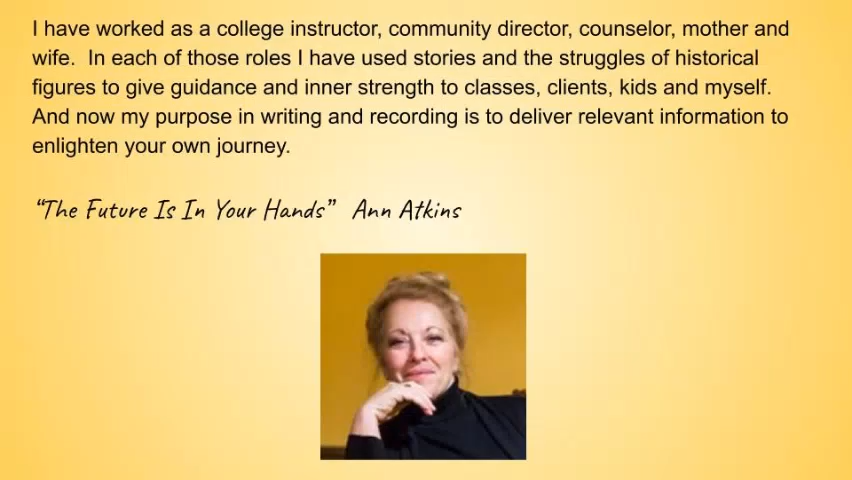 I have worked as a college instructor, community director, counselor, mother and
wife.  In each of those roles I have used stories and the struggles of historical
figures to give guidance and inner strength to classes, clients, kids and myself.
And now my purpose in writing and recording is to deliver relevant information to
enlighten your own journey.
“The Future Is In Your Hands”  Ann Atkins